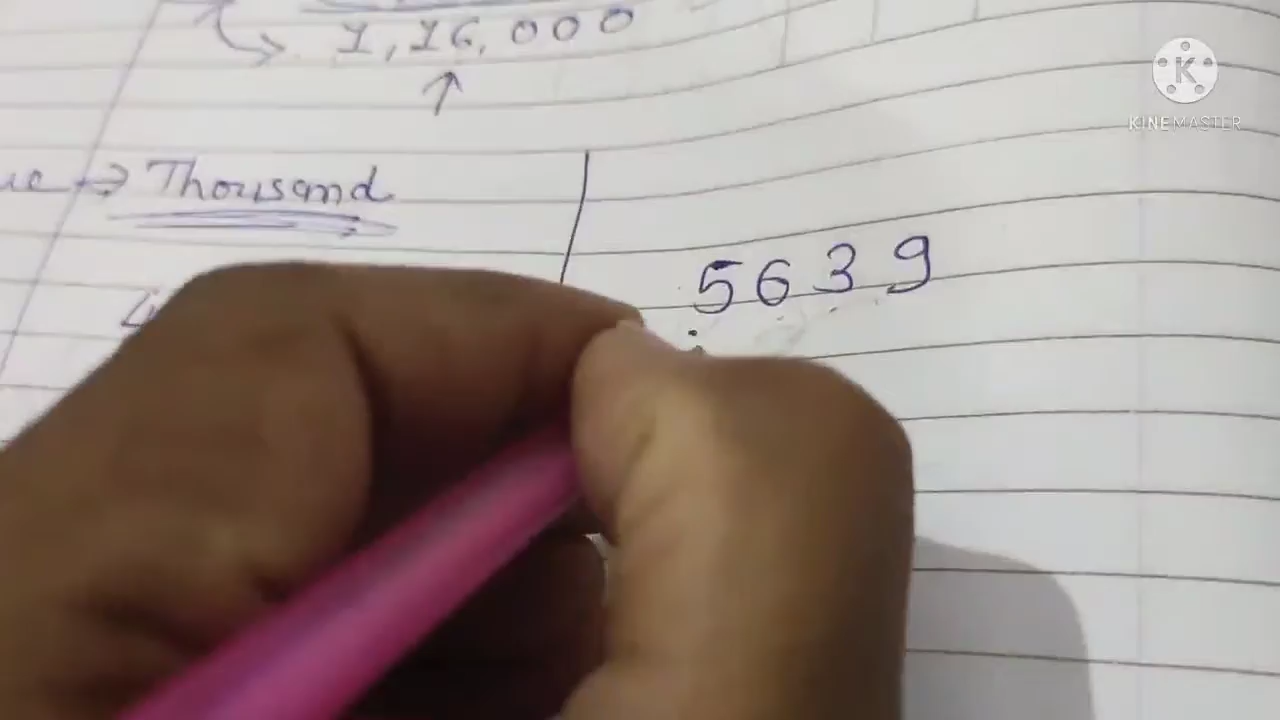 1,16,000
K
KINEMASTER
→ Thousand
5639